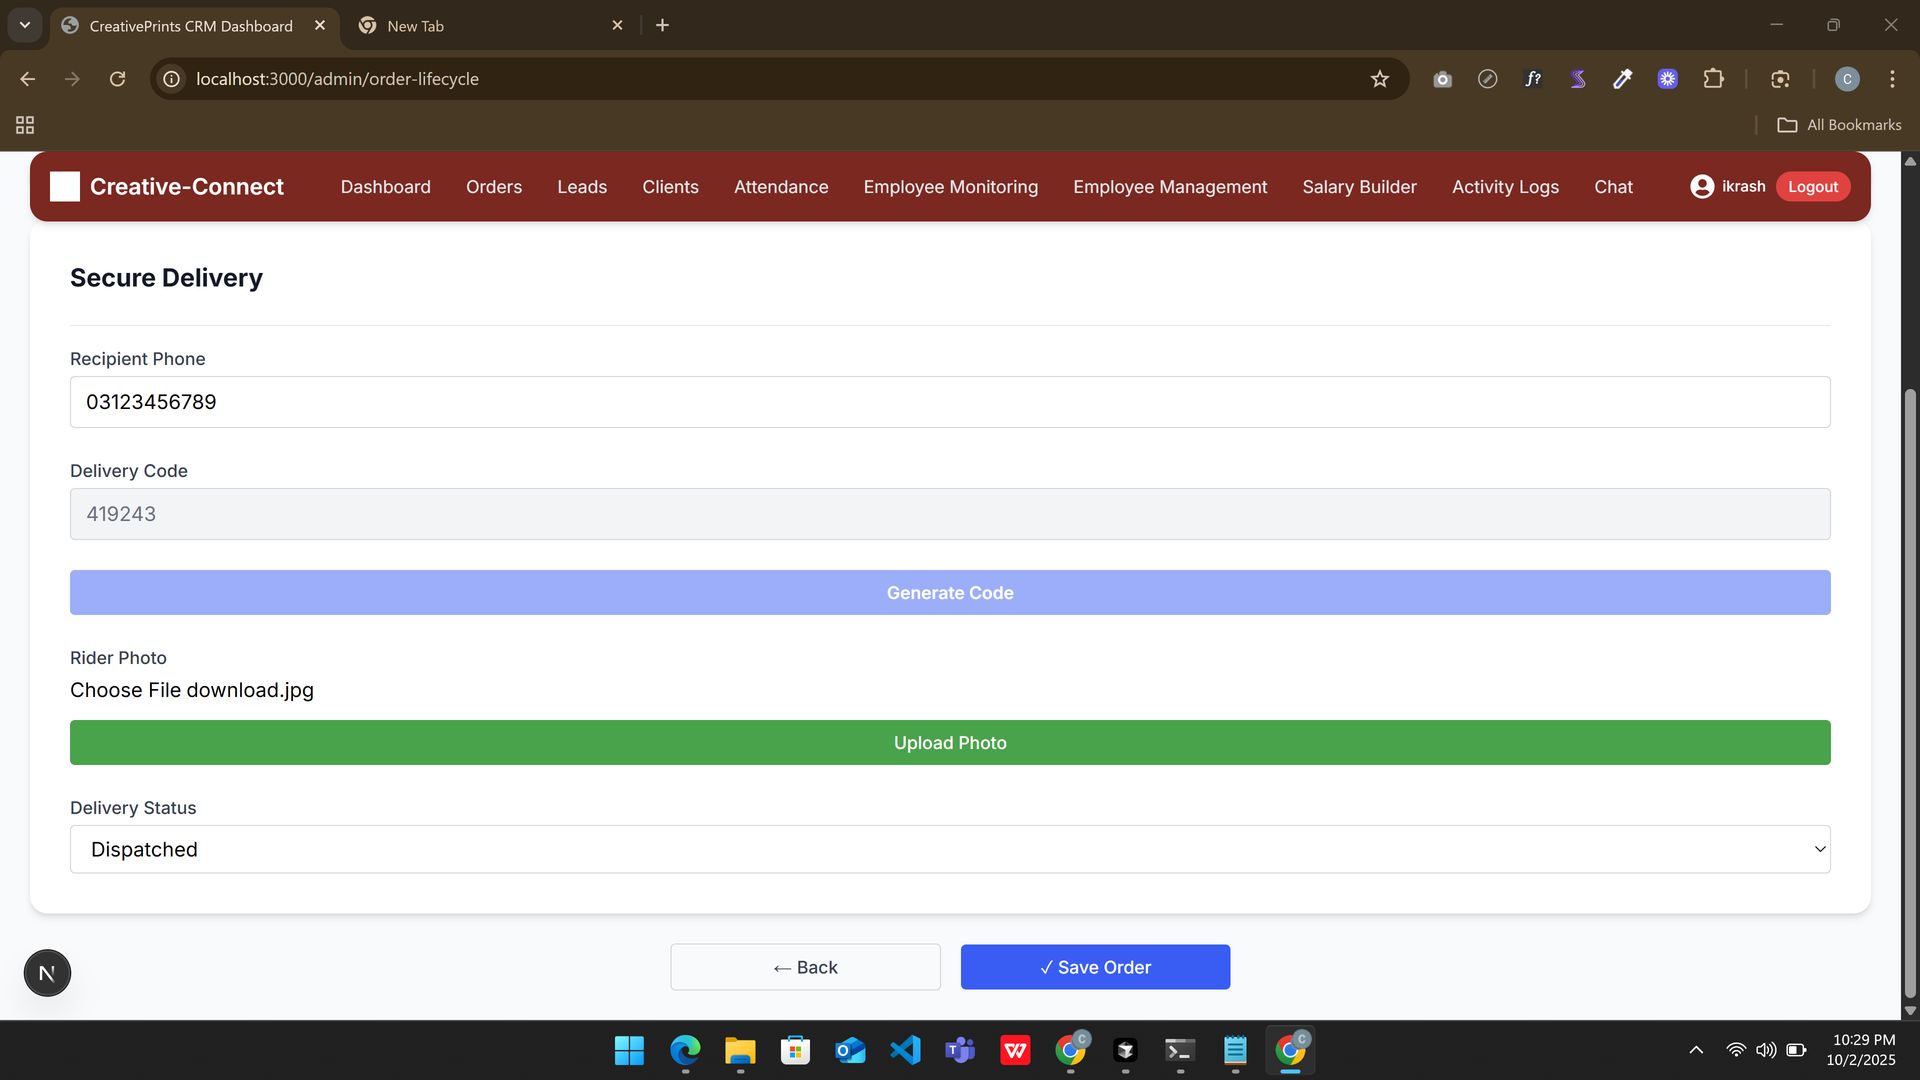 CreativePrints CRM Dashboard
New Tab
localhost:3000/admin/order-lifecycle
f?
C
All Bookmarks
Creative-Connect
Dashboard
Orders
Leads
Clients
Attendance
Employee Monitoring
Employee Management
Salary Builder
Activity Logs
Chat
ikrash
Logout
Secure Delivery
Recipient Phone
03123456789
Delivery Code
419243
Generate Code
Rider Photo
Choose File download.jpg
Upload Photo
Delivery Status
Dispatched
← Back
✓ Save Order
N
10:29 PM
10/2/2025